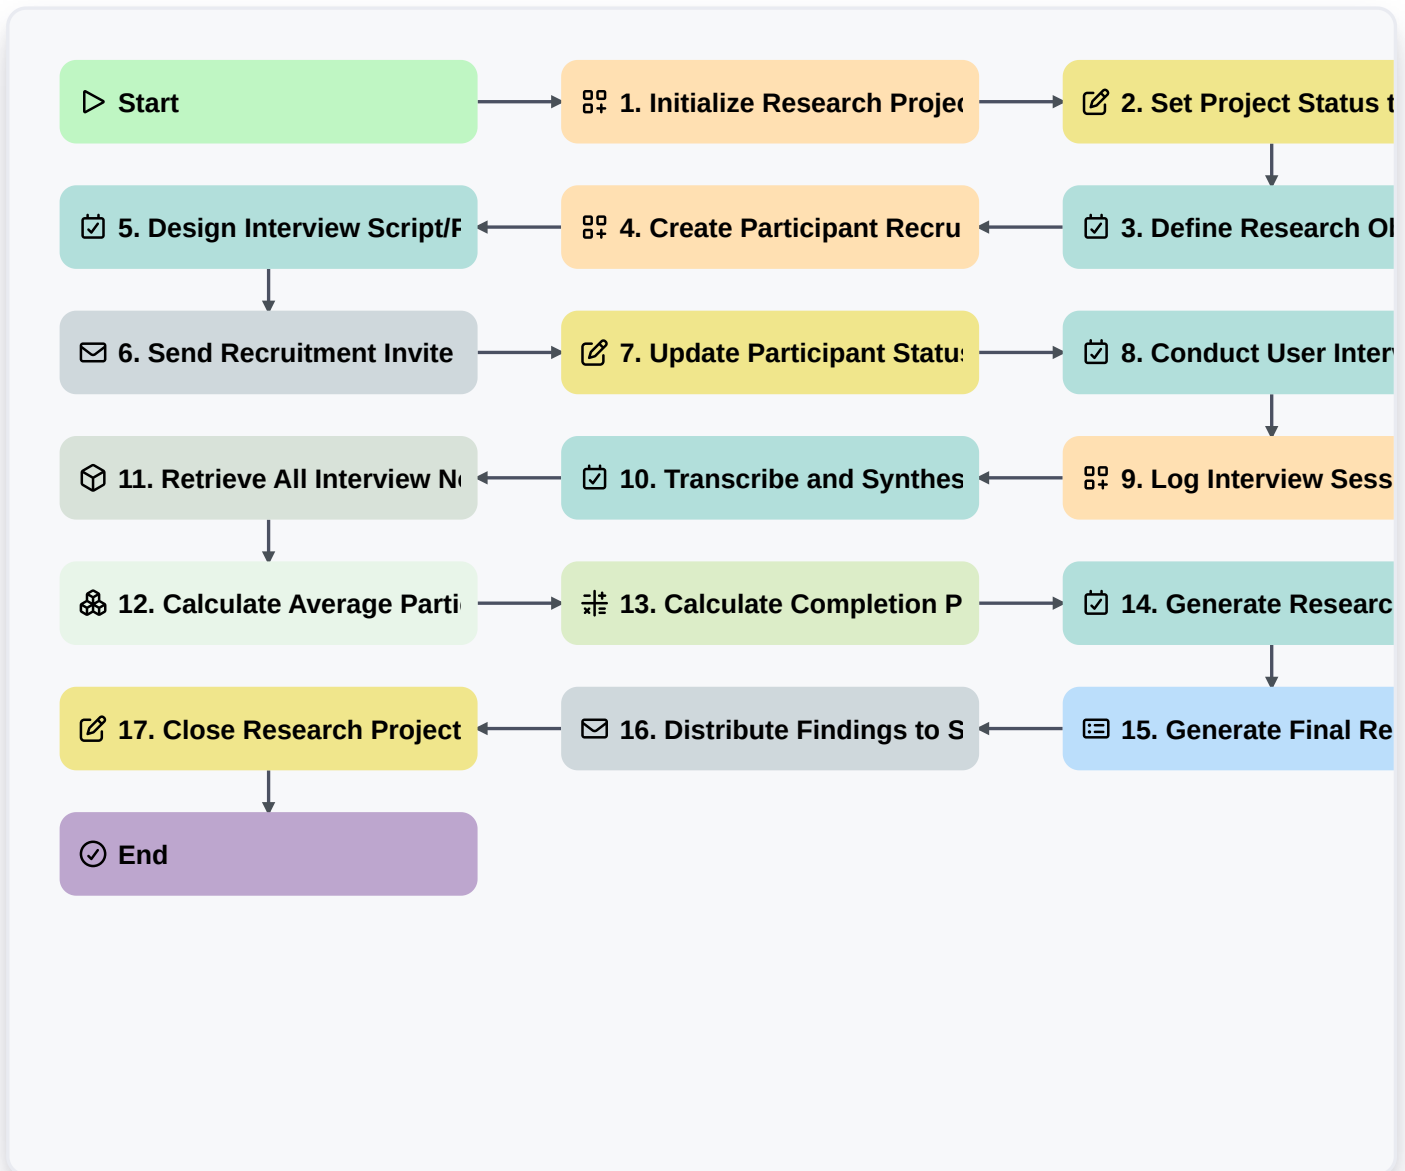 Start
1. Initialize Research Projec
2. Set Project Status t
5. Design Interview Script/
4. Create Participant Recru
3. Define Research O
6. Send Recruitment Invite
7. Update Participant Status
8. Conduct User Interv
11. Retrieve All Interview N
10. Transcribe and Synthes
9. Log Interview Sess
12. Calculate Average Parti
13. Calculate Completion P
14. Generate Researc
17. Close Research Project
16. Distribute Findings to S
15. Generate Final Re
End